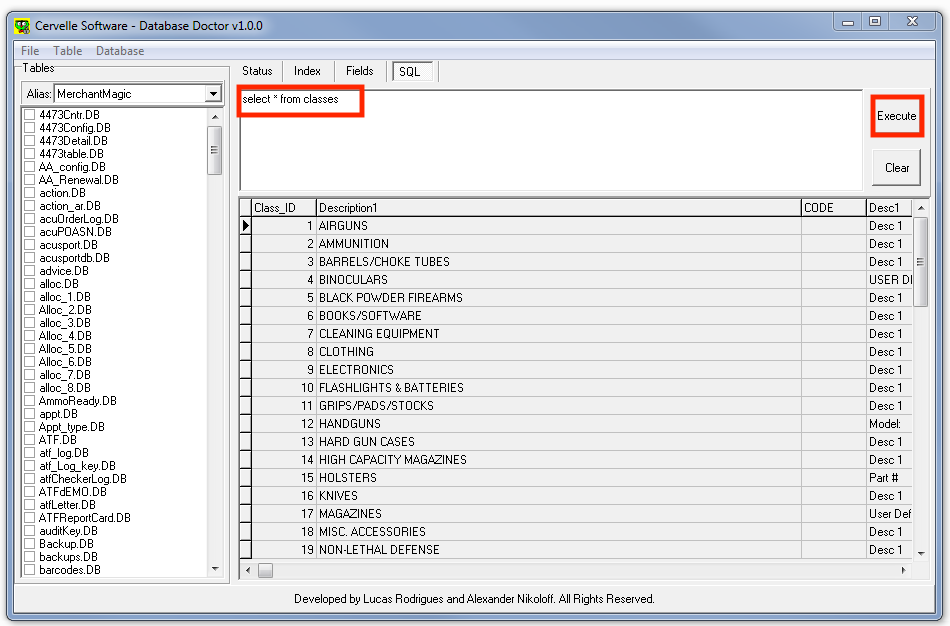 Cervelle Software - Database Doctor v1.0.0
File Table Database
Tables
Alias: MerchantMagic
4473Cntr.DB
4473Config.DB
4473Detail.DB
4473table.DB
AA_config.DB
AA_Renewal.DB
action.DB
action_ar.DB
acuOrderLog.DB
acuPOASN.DB
acusport.DB
acusportdb.DB
advice.DB
alloc.DB
alloc_1.DB
Alloc_2.DB
alloc_3.DB
Alloc_4.DB
Alloc_5.DB
Alloc_6.DB
alloc_7.DB
alloc_8.DB
AmmoReady.DB
appt.DB
Appt_type.DB
ATF.DB
atf_log.DB
atf_Log_key.DB
atfCheckerLog.DB
ATFdEMO.DB
atfLetter.DB
ATFReportCard.DB
auditKey.DB
Backup.DB
backups.DB
barcodes.DB
Status Index Fields SQL
select * from classes
Execute
Clear
Class_ID Description1 CODE Desc1
1 AIRGUNS Desc 1
2 AMMUNITION Desc 1
3 BARRELS/CHOKE TUBES Desc 1
4 BINOCULARS USER DI
5 BLACK POWDER FIREARMS Desc 1
6 BOOKS/SOFTWARE Desc 1
7 CLEANING EQUIPMENT Desc 1
8 CLOTHING Desc 1
9 ELECTRONICS Desc 1
10 FLASHLIGHTS & BATTERIES Desc 1
11 GRIPS/PADS/STOCKS Desc 1
12 HANDGUNS Model:
13 HARD GUN CASES Desc 1
14 HIGH CAPACITY MAGAZINES Desc 1
15 HOLSTERS Part #
16 KNIVES Desc 1
17 MAGAZINES User Def
18 MISC. ACCESSORIES Desc 1
19 NON-LETHAL DEFENSE Desc 1
Developed by Lucas Rodrigues and Alexander Nikoloff. All Rights Reserved.